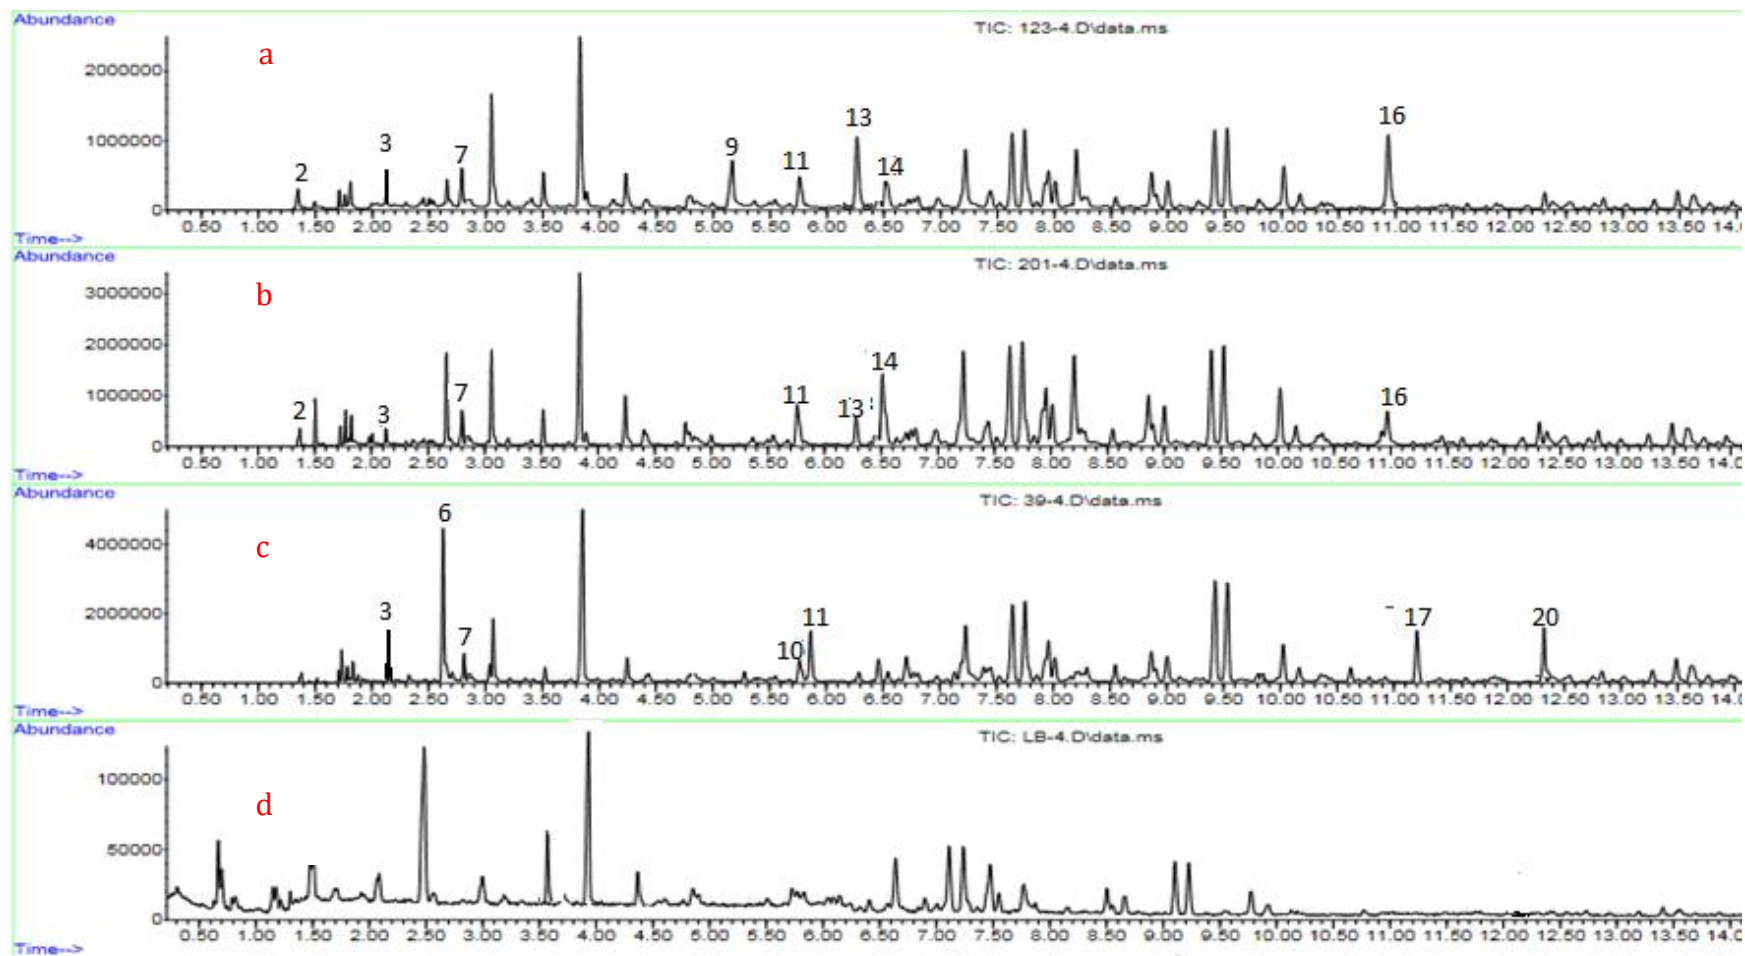 Abundance
TIC: 123-4.D\data.ms
a
2000000
1000000
0
2 3 7 9 11 13 14 16
0.50 1.00 1.50 2.00 2.50 3.00 3.50 4.00 4.50 5.00 5.50 6.00 6.50 7.00 7.50 8.00 8.50 9.00 9.50 10.00 10.50 11.00 11.50 12.00 12.50 13.00 13.50 14.0
Time-->
Abundance
TIC: 201-4.D\data.ms
b
3000000
2000000
1000000
0
2 3 7 11 13 14 16
0.50 1.00 1.50 2.00 2.50 3.00 3.50 4.00 4.50 5.00 5.50 6.00 6.50 7.00 7.50 8.00 8.50 9.00 9.50 10.00 10.50 11.00 11.50 12.00 12.50 13.00 13.50 14.0
Time-->
Abundance
TIC: 39-4.D\data.ms
c
4000000
2000000
0
3 6 7 10 11 17 20
0.50 1.00 1.50 2.00 2.50 3.00 3.50 4.00 4.50 5.00 5.50 6.00 6.50 7.00 7.50 8.00 8.50 9.00 9.50 10.00 10.50 11.00 11.50 12.00 12.50 13.00 13.50 14.0
Time-->
Abundance
TIC: LB-4.D\data.ms
d
100000
50000
0
0.50 1.00 1.50 2.00 2.50 3.00 3.50 4.00 4.50 5.00 5.50 6.00 6.50 7.00 7.50 8.00 8.50 9.00 9.50 10.00 10.50 11.00 11.50 12.00 12.50 13.00 13.50 14.0
Time-->